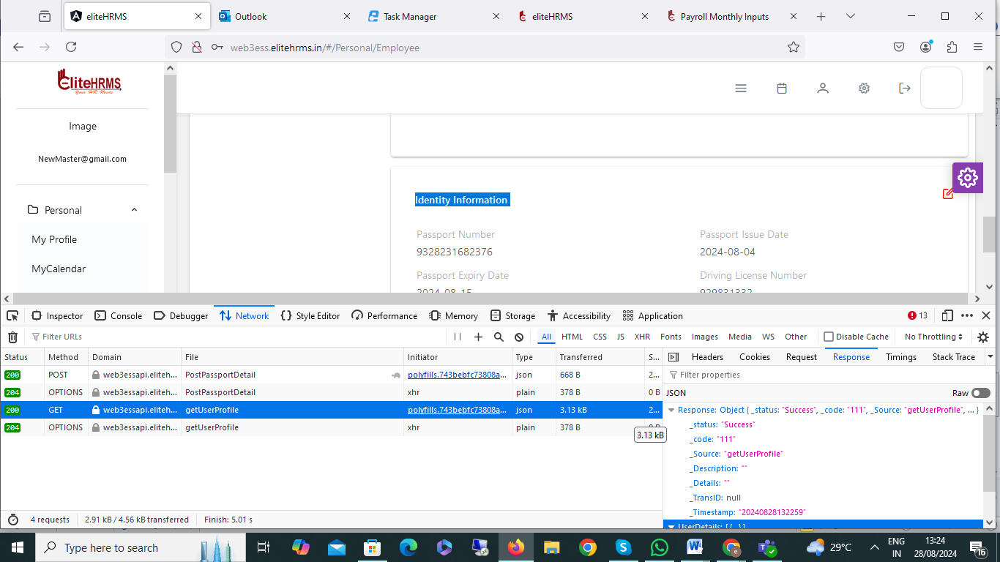 eliteHRMS
Outlook
Task Manager
eliteHRMS
Payroll Monthly Inputs
web3ess.elitehrms.in/#/Personal/Employee
EliteHRMS
Your HR Needs
Image
NewMaster@gmail.com
Personal
My Profile
MyCalendar
Identity Information
Passport Number
Passport Issue Date
9328231682376
2024-08-04
Passport Expiry Date
Driving License Number
2024-08-15
929831332
Inspector Console Debugger Network Style Editor Performance Memory Storage Accessibility Application 13
Filter URLs All HTML CSS JS XHR Fonts Images Media WS Other Disable Cache No Throttling
Status Method Domain File Initiator Type Transferred S...
200 POST web3essapi.eliteh... PostPassportDetail polyfills.743bebfc73808a... json 668 B 2...
204 OPTIONS web3essapi.eliteh... PostPassportDetail xhr plain 378 B 0 B
200 GET web3essapi.eliteh... getUserProfile polyfills.743bebfc73808a... json 3.13 kB 2...
204 OPTIONS web3essapi.eliteh... getUserProfile xhr plain 378 B 0 B
3.13 kB
4 requests 2.91 kB / 4.56 kB transferred Finish: 5.01 s
Headers Cookies Request Response Timings Stack Trace
Filter properties
JSON Raw
Response: Object { _status: "Success", _code: "111", _Source: "getUserProfile", ... }
_status: "Success"
_code: "111"
_Source: "getUserProfile"
_Description: ""
_Details: ""
_TransID: null
_Timestamp: "20240828132259"
UserDetails: [ {...} ]
Type here to search
29°C
ENG
IN
13:24
28/08/2024
16